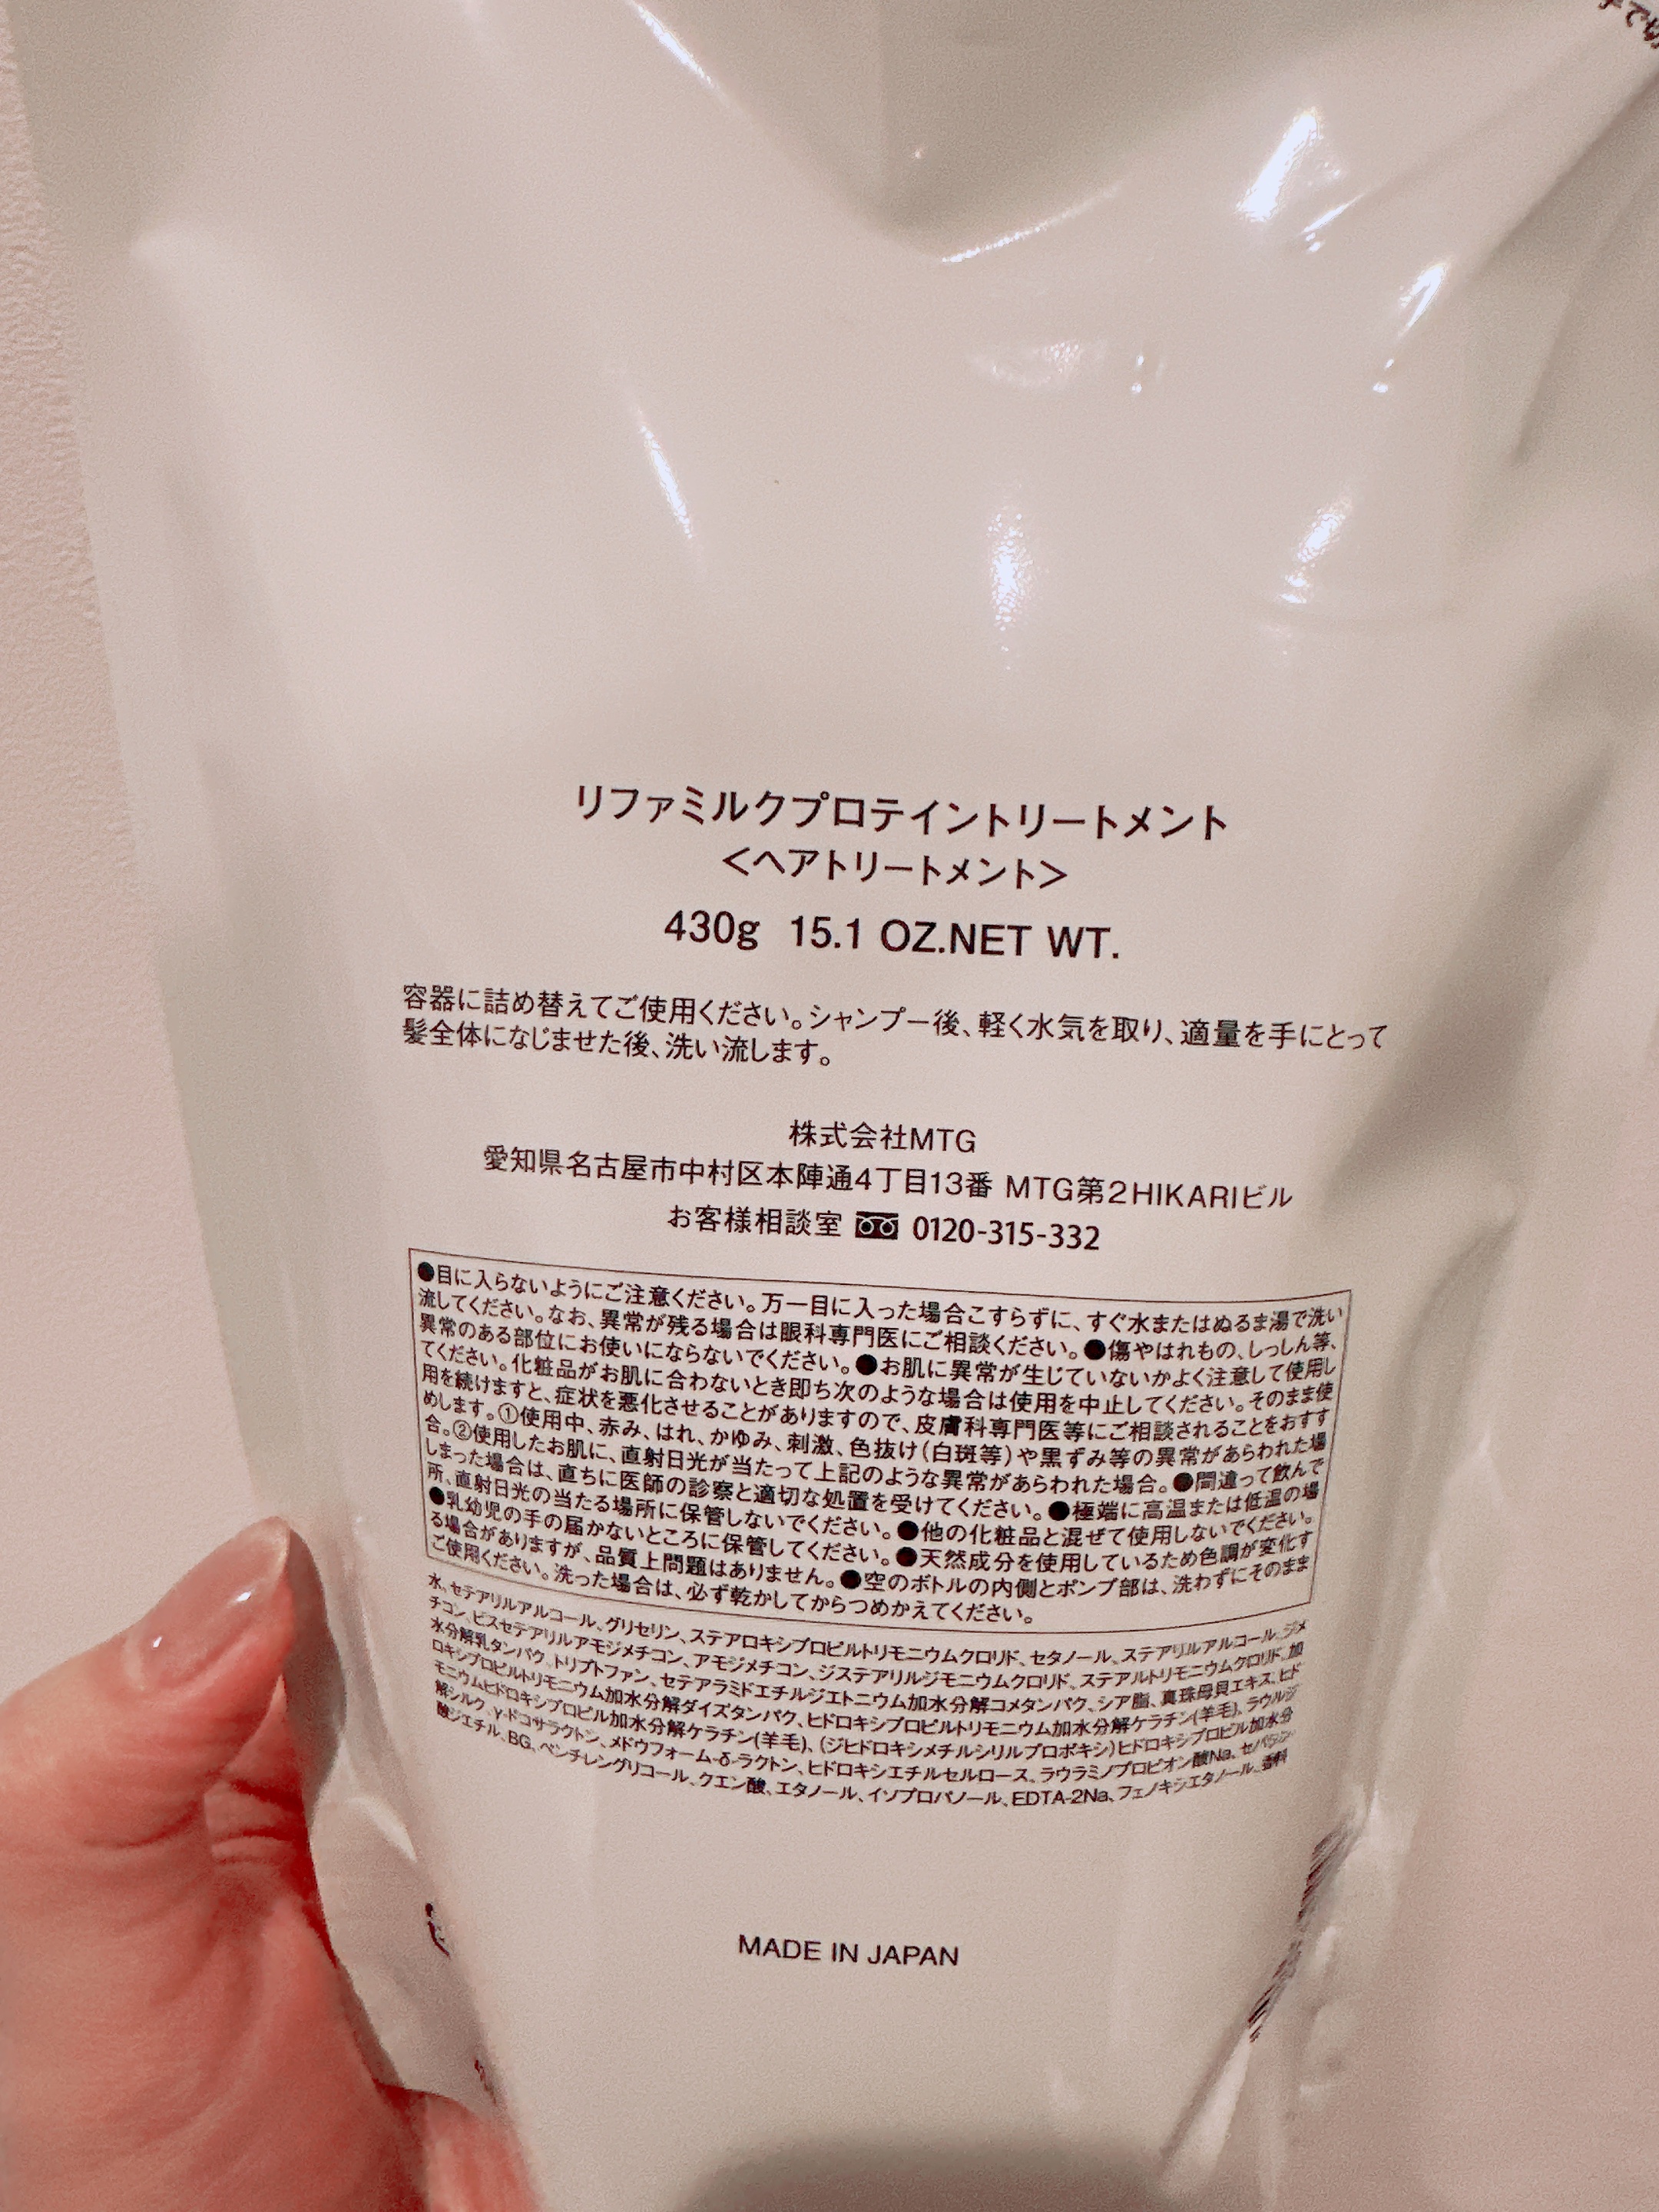 リファミルクプロテイントリートメント
＜ヘアトリートメント＞
430g 15.1 OZ.NET WT.
容器に詰め替えてご使用ください。シャンプー後、軽く水気を取り、適量を手にとって
髪全体になじませた後、洗い流します。
株式会社MTG
愛知県名古屋市中村区本陣通4丁目13番 MTG第2HIKARIビル
お客様相談室 0120-315-332
●目に入らないようにご注意ください。万一目に入った場合こすらずに、すぐ水またはぬるま湯で洗い
流してください。なお、異常が残る場合は眼科専門医にご相談ください。●傷やはれもの、しっしん等、
異常のある部位にお使いにならないでください。●お肌に異常が生じていないかよく注意して使用し
てください。化粧品がお肌に合わないとき即ち次のような場合は使用を中止してください。そのまま使
用を続けますと、症状を悪化させることがありますので、皮膚科専門医等にご相談されることをおすす
めします。①使用中、赤み、はれ、かゆみ、刺激、色抜け(白斑等)や黒ずみ等の異常があらわれた場
合。②使用したお肌に、直射日光が当たって上記のような異常があらわれた場合。●間違って飲んで
しまった場合は、直ちに医師の診察と適切な処置を受けてください。●極端に高温または低温の場
所、直射日光の当たる場所に保管しないでください。●他の化粧品と混ぜて使用しないでください。
●乳幼児の手の届かないところに保管してください。●天然成分を使用しているため色調が変化す
る場合がありますが、品質上問題はありません。●空のボトルの内側とポンプ部は、洗わずにそのまま
ご使用ください。洗った場合は、必ず乾かしてからつめかえてください。
水、セテアリルアルコール、グリセリン、ステアロキシプロピルトリモニウムクロリド、セタノール、ステアリルアルコール、ジメ
チコン、ビスセテアリルアモジメチコン、アモジメチコン、ジステアリルジモニウムクロリド、ステアルトリモニウムクロリド、加
水分解乳タンパク、トリプトファン、セテアラミドエチルジエトニウム加水分解コメタンパク、シア脂、真珠母貝エキス、ヒド
ロキシプロピルトリモニウム加水分解ダイズタンパク、ヒドロキシプロピルトリモニウム加水分解ケラチン(羊毛)、ラウルジ
モニウムヒドロキシプロピル加水分解ケラチン(羊毛)、(ジヒドロキシメチルシリルプロポキシ)ヒドロキシプロピル加水分
解シルク、γ-ドコサラクトン、メドウフォーム-δ-ラクトン、ヒドロキシエチルセルロース、ラウラミノプロピオン酸Na、セバシン
酸ジエチル、BG、ペンチレングリコール、クエン酸、エタノール、イソプロパノール、EDTA-2Na、フェノキシエタノール、香料
MADE IN JAPAN